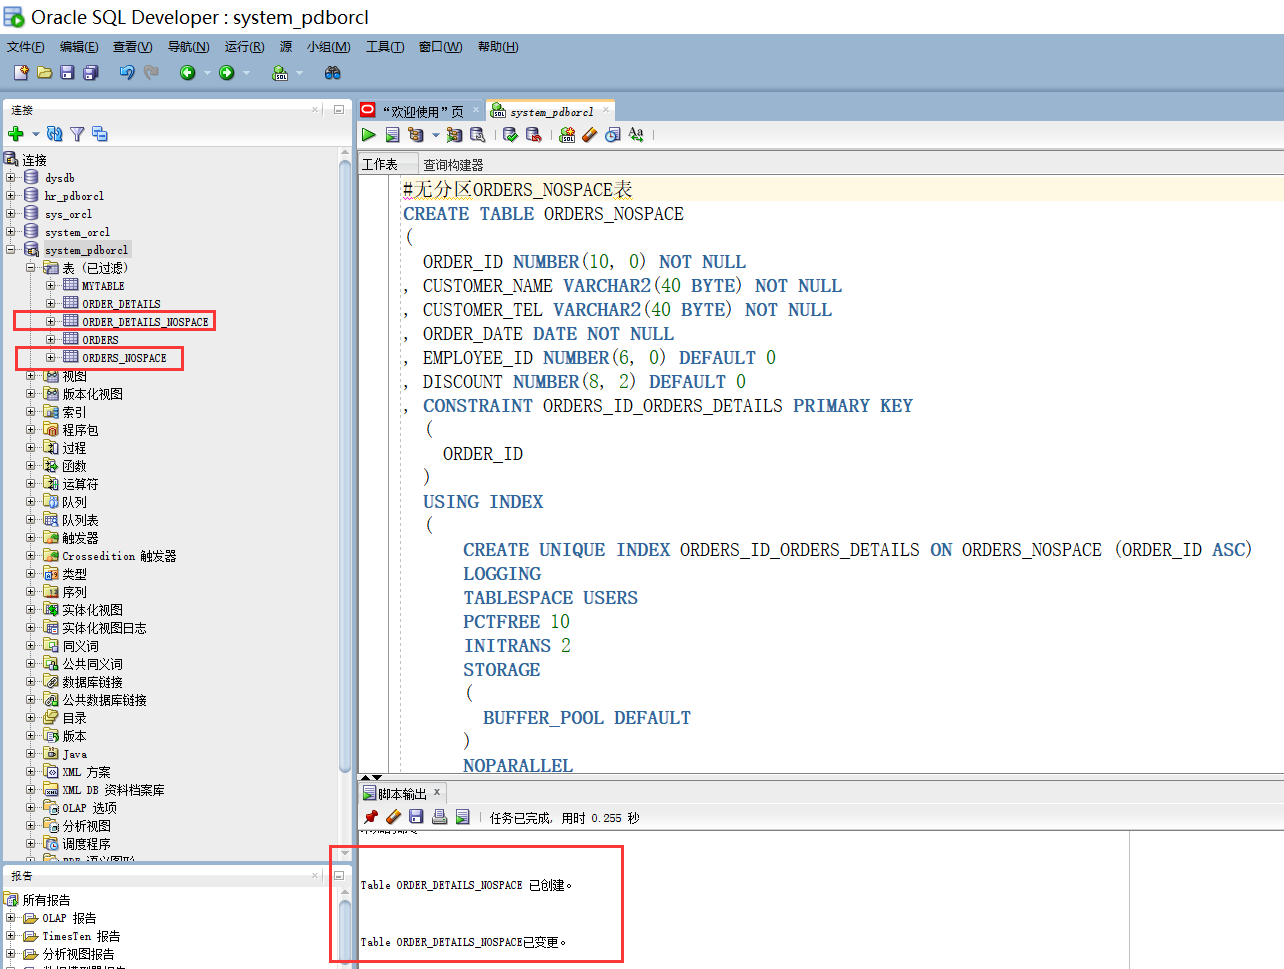 Oracle SQL Developer : system_pdborcl
文件(F) 编辑(E) 查看(V) 导航(N) 运行(R) 源 小组(M) 工具(T) 窗口(W) 帮助(H)
连接
连接
dysdb
hr_pdborcl
sys_orcl
system_orcl
system_pdborcl
表 (已过滤)
MYTABLE
ORDER_DETAILS
ORDER_DETAILS_NOSPACE
ORDERS
ORDERS_NOSPACE
视图
版本化视图
索引
程序包
过程
函数
运算符
队列
队列表
触发器
Crossedition 触发器
类型
序列
实体化视图
实体化视图日志
同义词
公共同义词
数据库链接
公共数据库链接
目录
版本
Java
XML 方案
XML DB 资料档案库
OLAP 选项
分析视图
调度程序
报告
所有报告
OLAP 报告
TimesTen 报告
分析视图报告
“欢迎使用”页 system_pdborcl
工作表 查询构建器
#无分区ORDERS_NOSPACE表
CREATE TABLE ORDERS_NOSPACE
(
ORDER_ID NUMBER(10, 0) NOT NULL
, CUSTOMER_NAME VARCHAR2(40 BYTE) NOT NULL
, CUSTOMER_TEL VARCHAR2(40 BYTE) NOT NULL
, ORDER_DATE DATE NOT NULL
, EMPLOYEE_ID NUMBER(6, 0) DEFAULT 0
, DISCOUNT NUMBER(8, 2) DEFAULT 0
, CONSTRAINT ORDERS_ID_ORDERS_DETAILS PRIMARY KEY
(
ORDER_ID
)
USING INDEX
(
CREATE UNIQUE INDEX ORDERS_ID_ORDERS_DETAILS ON ORDERS_NOSPACE (ORDER_ID ASC)
LOGGING
TABLESPACE USERS
PCTFREE 10
INITRANS 2
STORAGE
(
BUFFER_POOL DEFAULT
)
NOPARALLEL
脚本输出
任务已完成, 用时 0.255 秒
Table ORDER_DETAILS_NOSPACE 已创建。
Table ORDER_DETAILS_NOSPACE已变更。